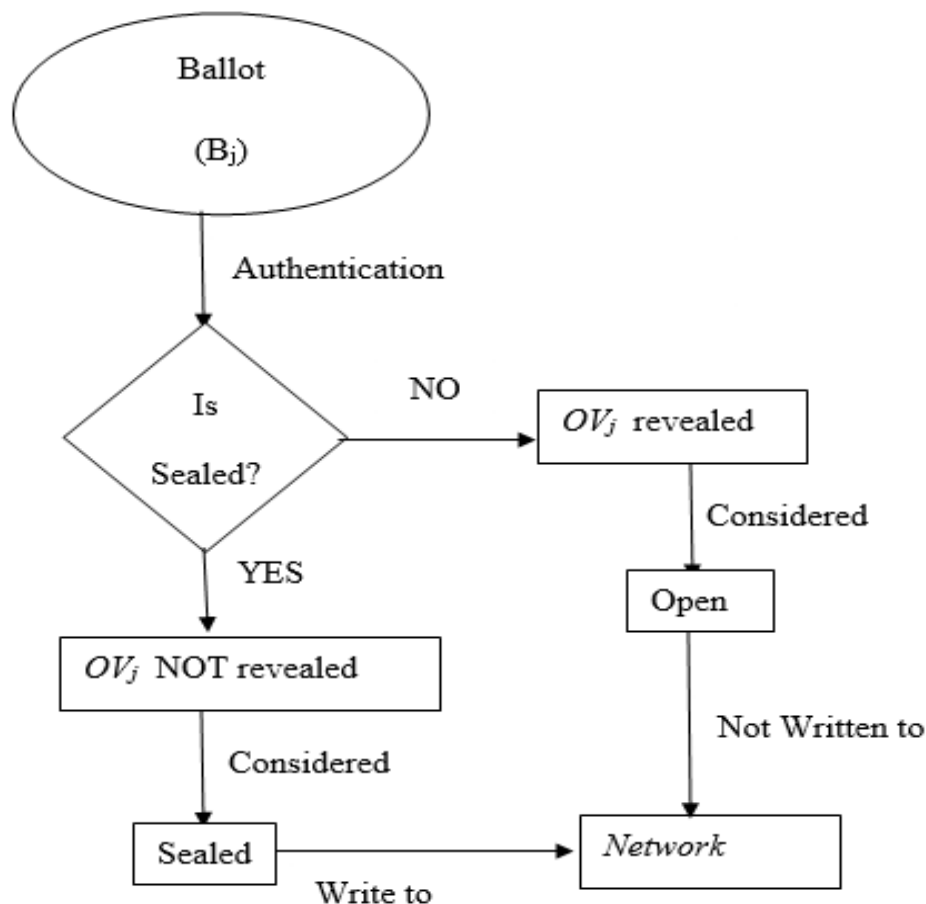 Ballot
(Bj)
Authentication
Is
Sealed?
NO
OVj revealed
Considered
Open
Not Written to
YES
OVj NOT revealed
Considered
Sealed
Write to
Network